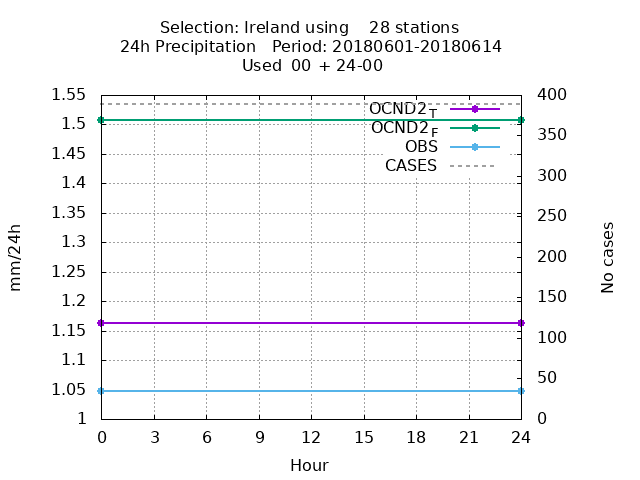 Selection: Ireland using 28 stations
24h Precipitation Period: 20180601-20180614
Used 00 + 24-00
1.55
1.5
1.45
1.4
1.35
1.3
1.25
1.2
1.15
1.1
1.05
1
mm/24h
OCND2 T
OCND2 F
OBS
CASES
400
350
300
250
200
150
100
50
0
No cases
0 3 6 9 12 15 18 21 24
Hour